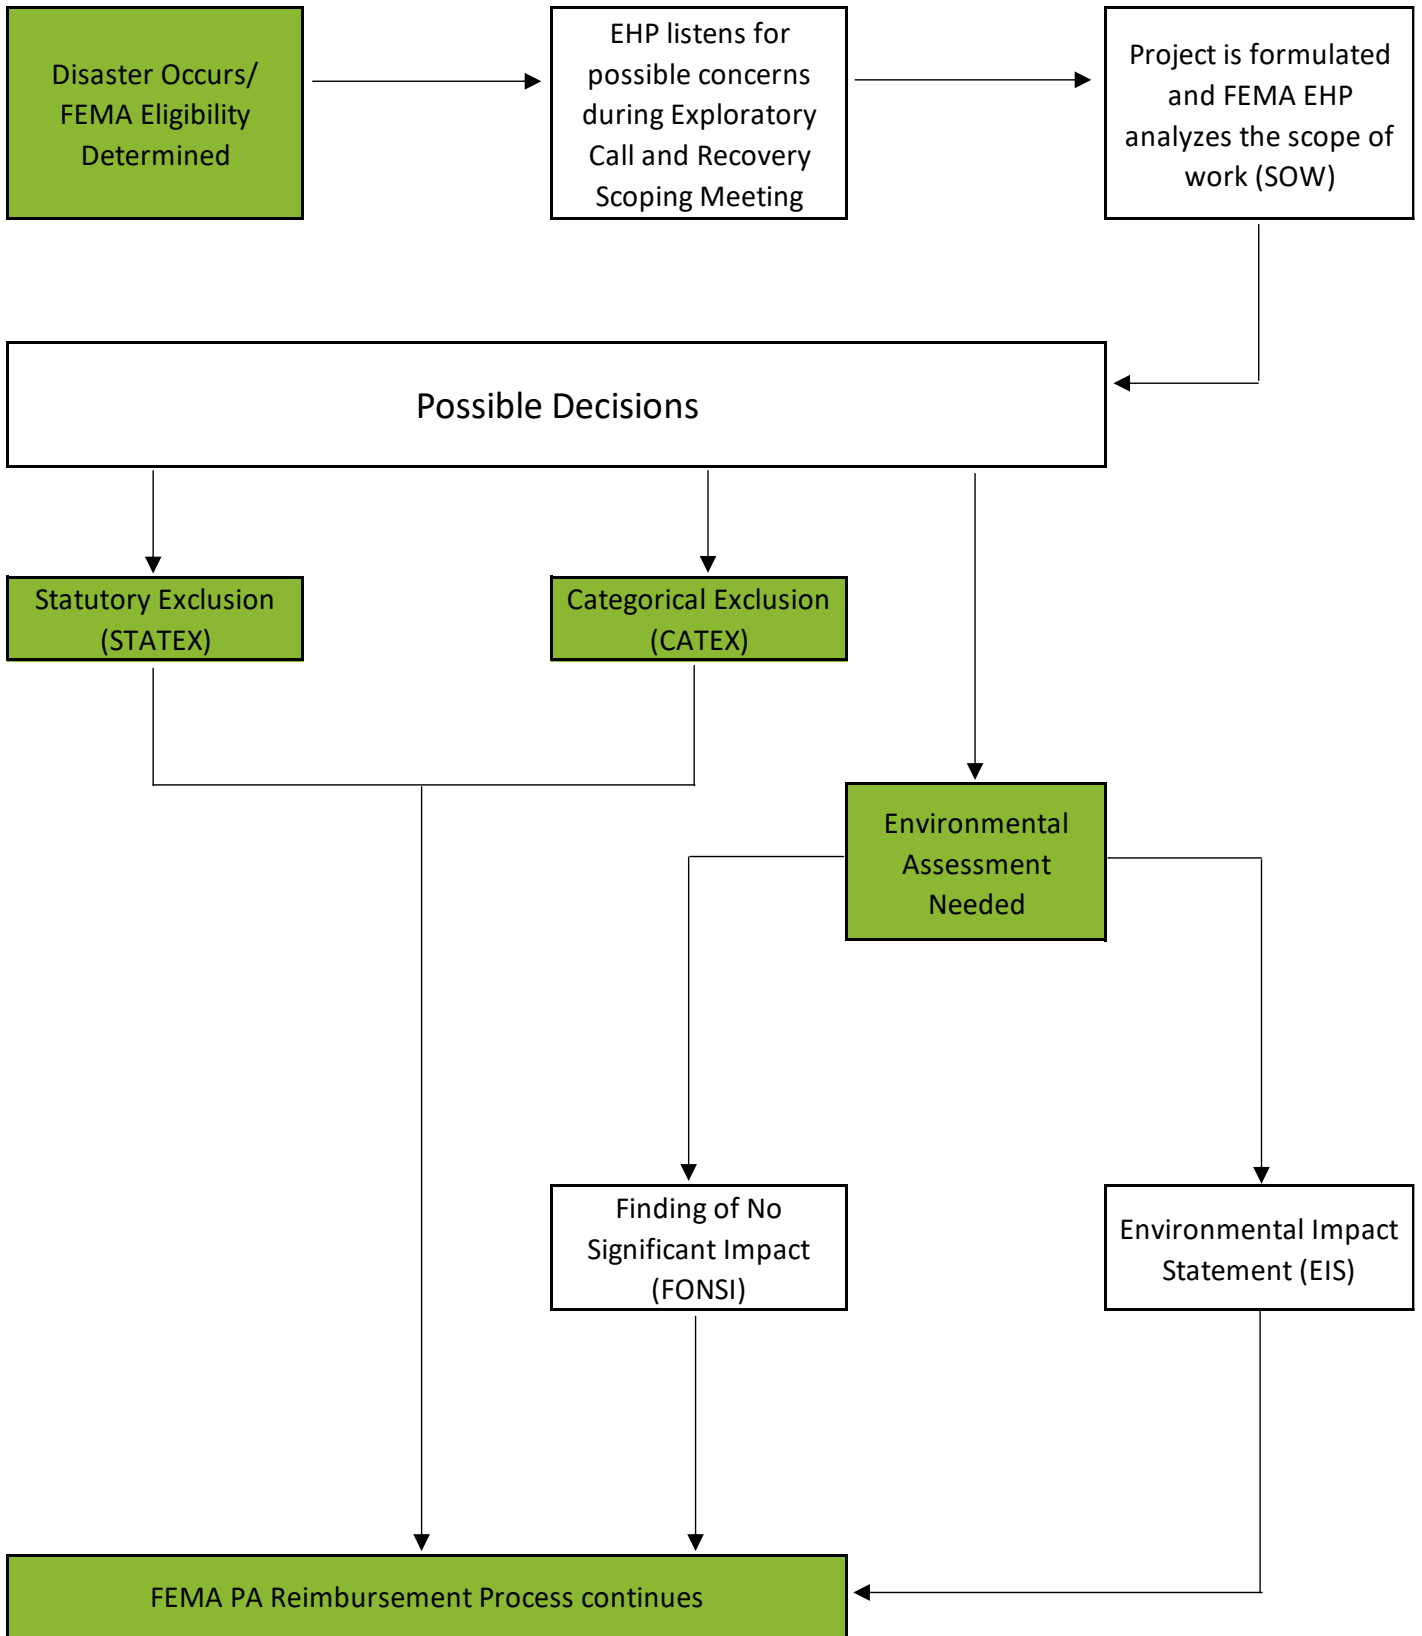 Disaster Occurs/
FEMA Eligibility
Determined
EHP listens for
possible concerns
during Exploratory
Call and Recovery
Scoping Meeting
Project is formulated
and FEMA EHP
analyzes the scope of
work (SOW)
Possible Decisions
Statutory Exclusion
(STATEX)
Categorical Exclusion
(CATEX)
Environmental
Assessment
Needed
Finding of No
Significant Impact
(FONSI)
Environmental Impact
Statement (EIS)
FEMA PA Reimbursement Process continues